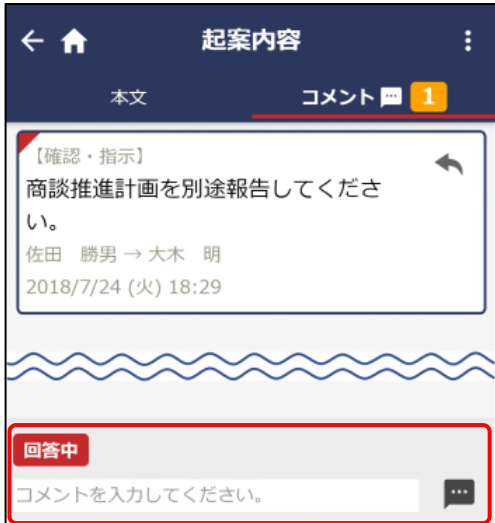 起案内容
本文
コメント 1
【確認・指示】
商談推進計画を別途報告してくださ
い。
佐田 勝男 → 大木 明
2018/7/24 (火) 18:29
回答中
コメントを入力してください。